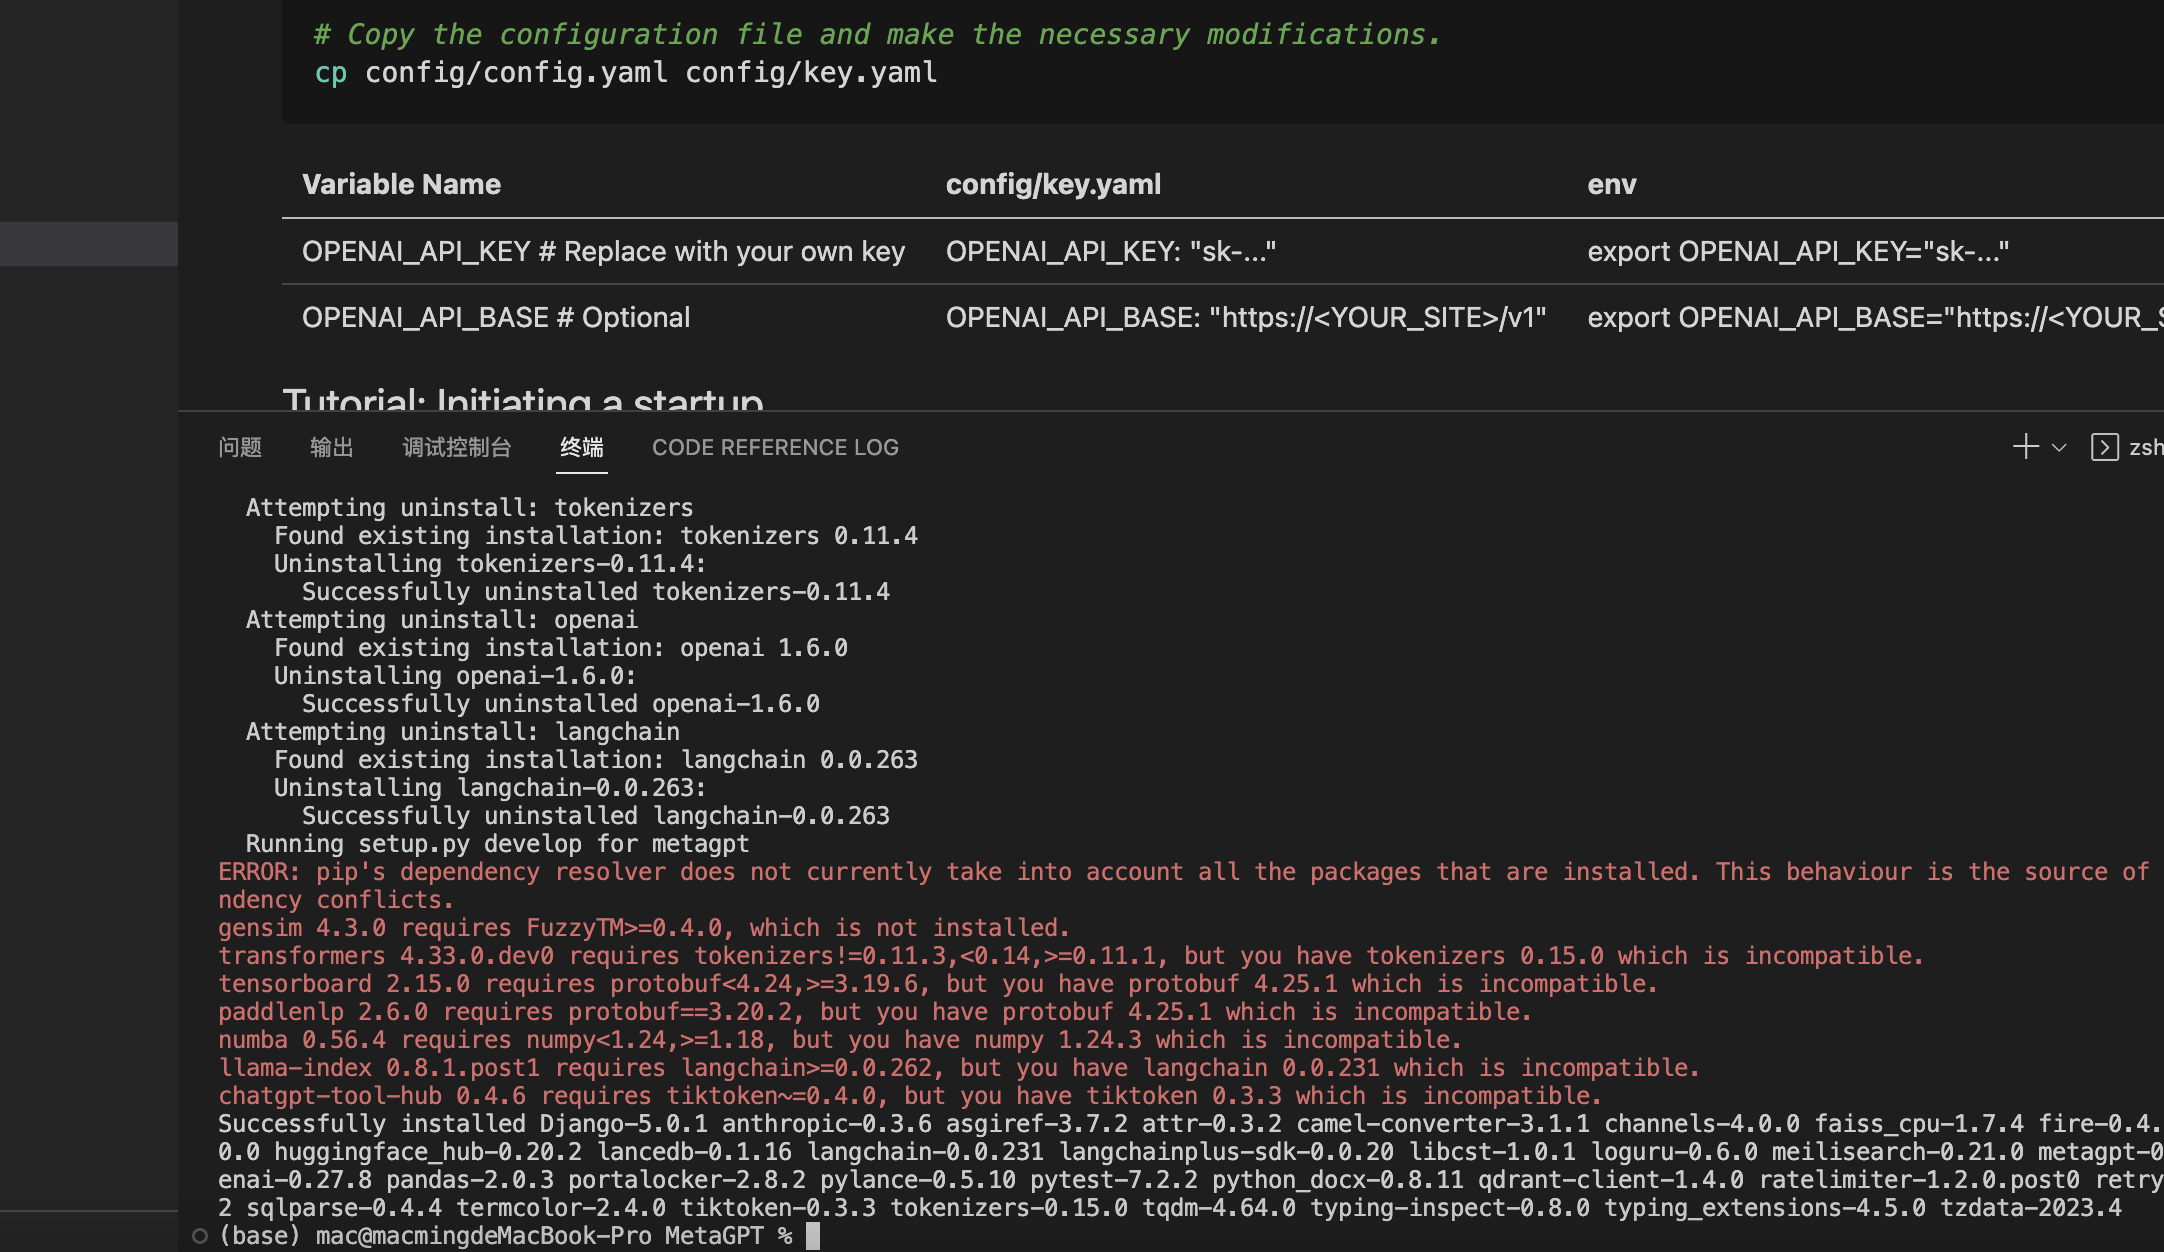 # Copy the configuration file and make the necessary modifications.
cp config/config.yaml config/key.yaml
Variable Name config/key.yaml env
OPENAI_API_KEY # Replace with your own key OPENAI_API_KEY: "sk-..." export OPENAI_API_KEY="sk-..."
OPENAI_API_BASE # Optional OPENAI_API_BASE: "https://<YOUR_SITE>/v1" export OPENAI_API_BASE="https://<YOUR_S
Tutorial: Initiating a startup
问题 输出 调试控制台 终端 CODE REFERENCE LOG zsh
Attempting uninstall: tokenizers
Found existing installation: tokenizers 0.11.4
Uninstalling tokenizers-0.11.4:
Successfully uninstalled tokenizers-0.11.4
Attempting uninstall: openai
Found existing installation: openai 1.6.0
Uninstalling openai-1.6.0:
Successfully uninstalled openai-1.6.0
Attempting uninstall: langchain
Found existing installation: langchain 0.0.263
Uninstalling langchain-0.0.263:
Successfully uninstalled langchain-0.0.263
Running setup.py develop for metagpt
ERROR: pip's dependency resolver does not currently take into account all the packages that are installed. This behaviour is the source of
ndency conflicts.
gensim 4.3.0 requires FuzzyTM>=0.4.0, which is not installed.
transformers 4.33.0.dev0 requires tokenizers!=0.11.3,<0.14,>=0.11.1, but you have tokenizers 0.15.0 which is incompatible.
tensorboard 2.15.0 requires protobuf<4.24,>=3.19.6, but you have protobuf 4.25.1 which is incompatible.
paddlenlp 2.6.0 requires protobuf==3.20.2, but you have protobuf 4.25.1 which is incompatible.
numba 0.56.4 requires numpy<1.24,>=1.18, but you have numpy 1.24.3 which is incompatible.
llama-index 0.8.1.post1 requires langchain>=0.0.262, but you have langchain 0.0.231 which is incompatible.
chatgpt-tool-hub 0.4.6 requires tiktoken~=0.4.0, but you have tiktoken 0.3.3 which is incompatible.
Successfully installed Django-5.0.1 anthropic-0.3.6 asgiref-3.7.2 attr-0.3.2 camel-converter-3.1.1 channels-4.0.0 faiss_cpu-1.7.4 fire-0.4.
0.0 huggingface_hub-0.20.2 lancedb-0.1.16 langchain-0.0.231 langchainplus-sdk-0.0.20 libcst-1.0.1 loguru-0.6.0 meilisearch-0.21.0 metagpt-0
enai-0.27.8 pandas-2.0.3 portalocker-2.8.2 pylance-0.5.10 pytest-7.2.2 python_docx-0.8.11 qdrant-client-1.4.0 ratelimiter-1.2.0.post0 retry
2 sqlparse-0.4.4 termcolor-2.4.0 tiktoken-0.3.3 tokenizers-0.15.0 tqdm-4.64.0 typing-inspect-0.8.0 typing_extensions-4.5.0 tzdata-2023.4
(base) mac@macmingdeMacBook-Pro MetaGPT %